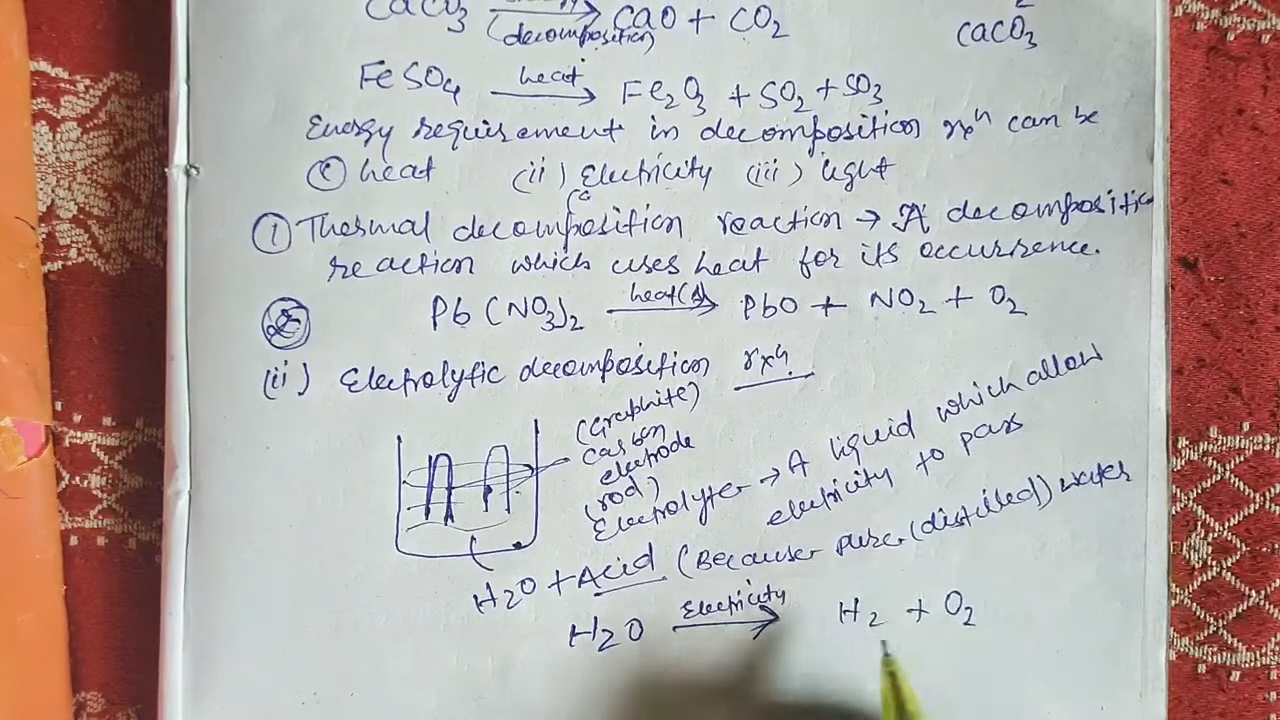 CaCO3 → CaO + CO2
(decomposition)
CaCO3
FeSO4 heat → Fe2O3 + SO2 + SO3
Energy requirement in decomposition rxn can be
(i) heat (ii) Electricity (iii) light
(1) Thermal decomposition reaction → A decomposition
reaction which uses heat for its occurrence.
Pb(NO3)2 heat(Δ) → PbO + NO2 + O2
(ii) Electrolytic decomposition rxn.
(Graphite)
Carbon
electrode
(rod)
Electrolyter → A liquid which allow
electricity to pass
H2O + Acid (Because pure (distilled) water
H2O Electricity → H2 + O2